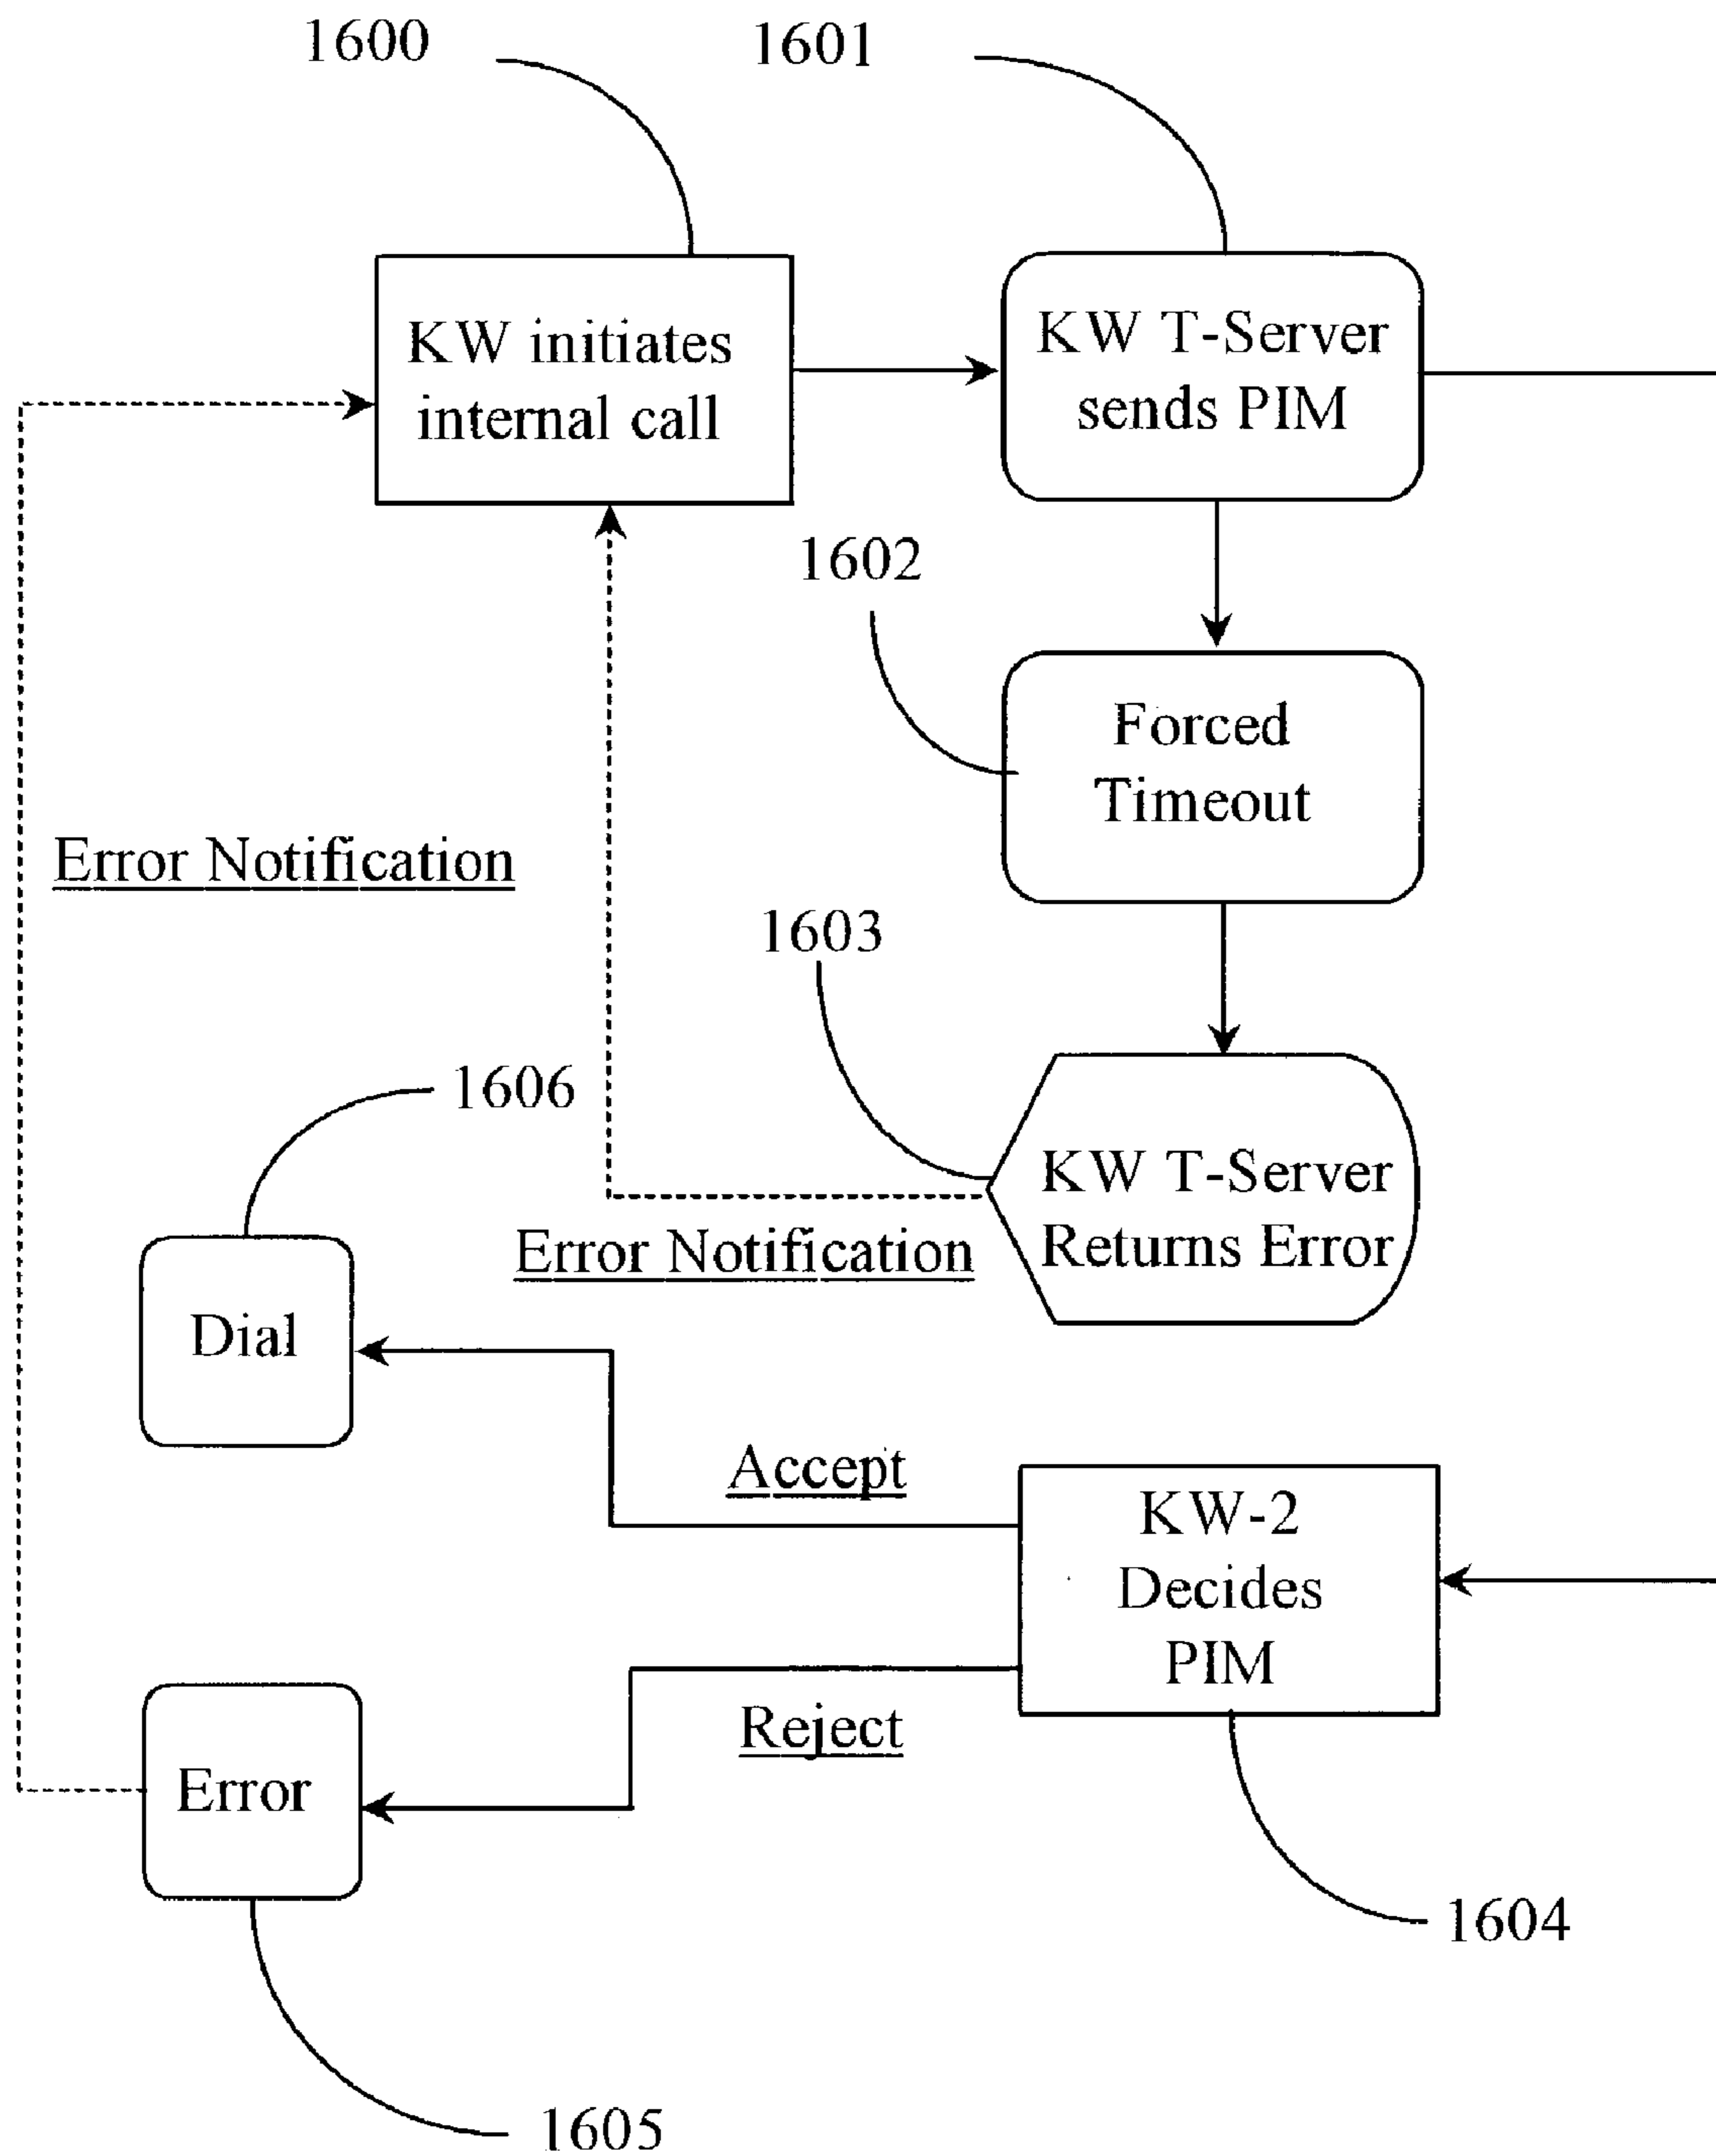 1600
1601
KW initiates
internal call
KW T-Server
sends PIM
1602
Forced
Timeout
Error Notification
1603
1606
KW T-Server
Returns Error
Error Notification
Dial
Accept
KW-2
Decides
PIM
Reject
Error
1604
1605